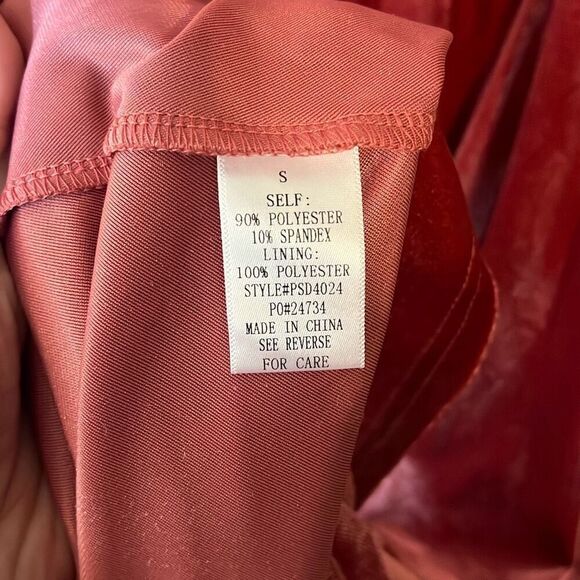 S
SELF:
90% POLYESTER
10% SPANDEX
LINING:
100% POLYESTER
STYLE#PSD4024
PO#24734
MADE IN CHINA
SEE REVERSE
FOR CARE